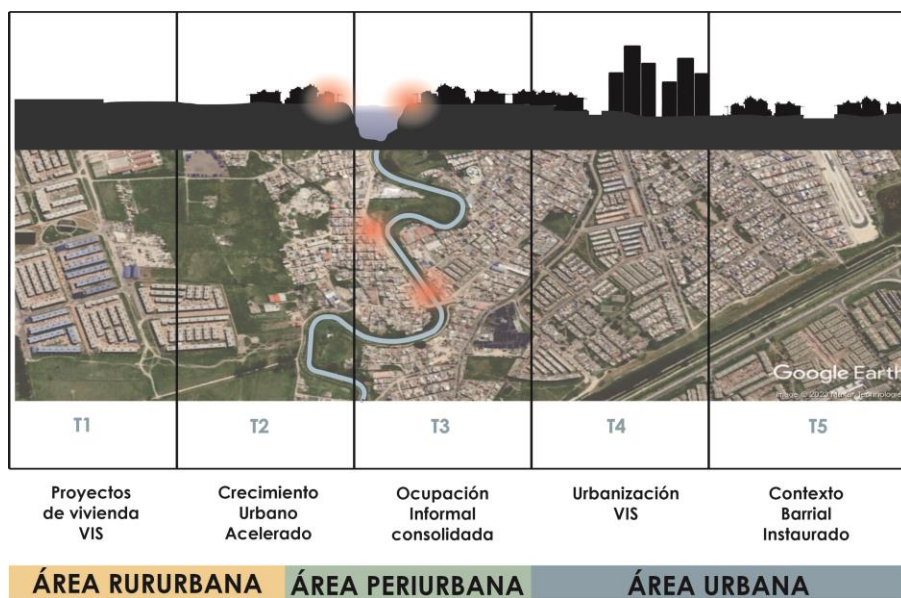 Google Earth
T1
T2
T3
T4
T5
Proyectos
de vivienda
VIS
Crecimiento
Urbano
Acelerado
Ocupación
Informal
consolidada
Urbanización
VIS
Contexto
Barrial
Instaurado
ÁREA RURURBANA
ÁREA PERIURBANA
ÁREA URBANA